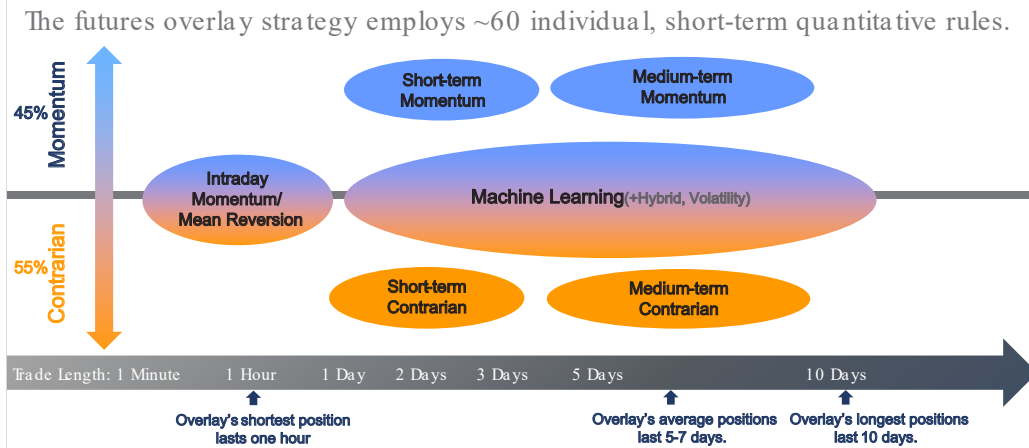 The futures overlay strategy employs ~60 individual, short-term quantitative rules.
45%
Momentum
Short-term
Momentum
Medium-term
Momentum
Intraday
Momentum/
Mean Reversion
Machine Learning(+Hybrid, Volatility)
55%
Contrarian
Short-term
Contrarian
Medium-term
Contrarian
Trade Length: 1 Minute 1 Hour 1 Day 2 Days 3 Days 5 Days 10 Days
Overlay's shortest position
lasts one hour
Overlay's average positions
last 5-7 days.
Overlay's longest positions
last 10 days.